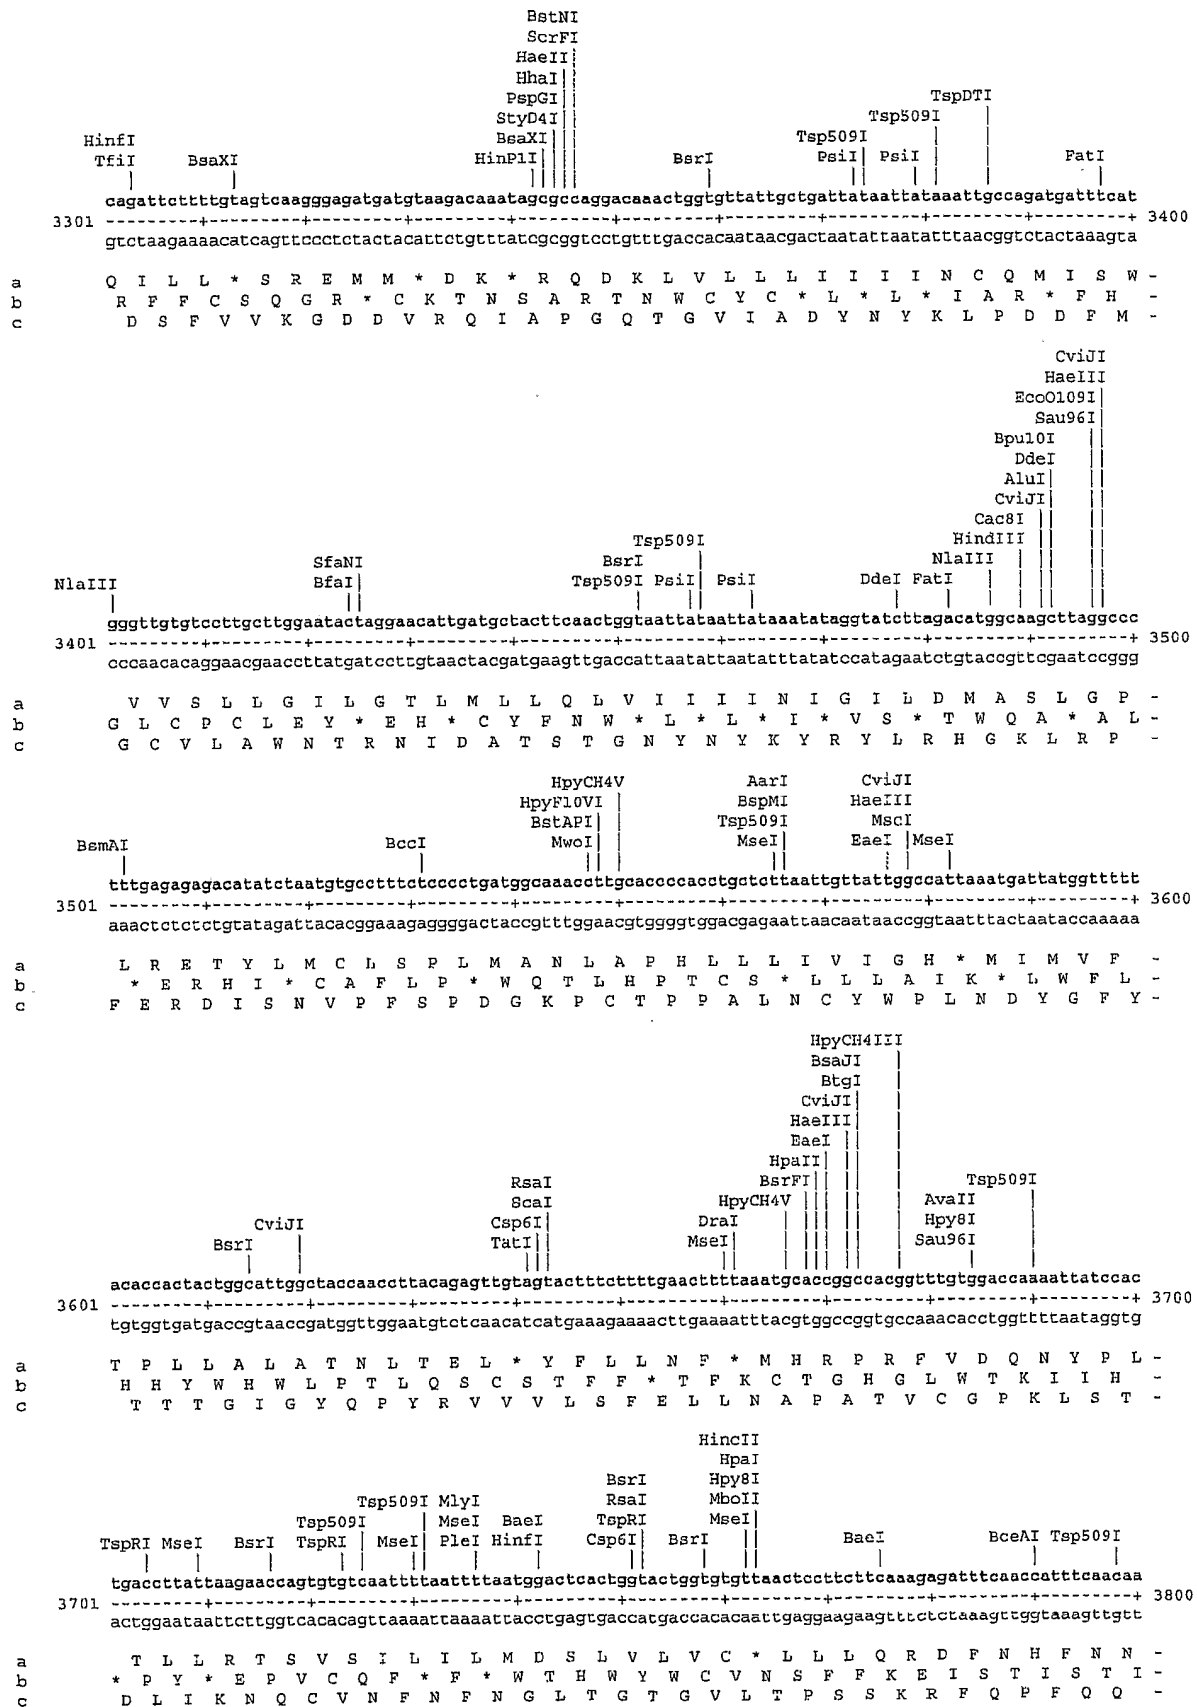 BstNI
ScrFI
HaeII
HhaI
PspGI
StyD4I TspDTI
HinfI BsaXI Tsp509I Tsp509I
TfiI BsaXI HinP1I BsrI PsiI PsiI FatI
cagattcttttgtagtcaagggagatgatgtaagacaaatagcgccaggacaaactggtgttattgctgattataattataaattgccagatgatttcat
3301 ---------+---------+---------+---------+---------+---------+---------+---------+---------+---------+ 3400
gtctaagaaaacatcagttccctctactacattctgtttatcgcggtcctgtttgaccacaataacgactaatattaatatttaacggtctactaaagta
a Q I L L * S R E M M * D K * R Q D K L V L L L I I I I N C Q M I S W -
b R F F C S Q G R * C K T N S A R T N W C Y C * L * L * I A R * F H -
c D S F V V K G D D V R Q I A P G Q T G V I A D Y N Y K L P D D F M -
CviJI
HaeIII
EcoO109I
Sau96I
Bpu10I
DdeI
AluI
CviJI
Cac8I
Tsp509I HindIII
SfaNI BsrI NlaIII
NlaIII BfaI Tsp509I PsiI PsiI DdeI FatI
gggttgtgtccttgcttggaatactaggaacattgatgctacttcaactggtaattataattataaatataggtatcttagacatggcaagcttaggccc
3401 ---------+---------+---------+---------+---------+---------+---------+---------+---------+---------+ 3500
cccaacacaggaacgaaccttatgatccttgtaactacgatgaagttgaccattaatattaatatttatatccatagaatctgtaccgttcgaatccggg
a V V S L L G I L G T L M L L Q L V I I I I N I G I L D M A S L G P -
b G L C P C L E Y * E H * C Y F N W * L * L * I * V S * T W Q A * A L -
c G C V L A W N T R N I D A T S T G N Y N Y K Y R Y L R H G K L R P -
HpyCH4V AarI CviJI
HpyF10VI BspMI HaeIII
BstAPI Tsp509I MscI
BsmAI BccI MwoI MseI EaeI MseI
tttgagagagacatatctaatgtgcctttctcccctgatggcaaaccttgcaccccacctgctcttaattgttattggccattaaatgattatggttttt
3501 ---------+---------+---------+---------+---------+---------+---------+---------+---------+---------+ 3600
aaactctctctgtatagattacacggaaagaggggactaccgtttggaacgtggggtggacgagaattaacaataaccggtaatttactaataccaaaaa
a L R E T Y L M C L S P L M A N L A P H L L L I V I G H * M I M V F -
b * E R H I * C A F L P * W Q T L H P T C S * L L L A I K * L W F L -
c F E R D I S N V P F S P D G K P C T P P A L N C Y W P L N D Y G F Y -
HpyCH4III
BsaJI
BtgI
CviJI
HaeIII
EaeI
HpaII
RsaI BsrFI Tsp509I
ScaI HpyCH4V AvaII
CviJI Csp6I DraI Hpy8I
BsrI TatI MseI Sau96I
acaccactactggcattggctaccaaccttacagagttgtagtactttcttttgaacttttaaatgcaccggccacggtttgtggaccaaaattatccac
3601 ---------+---------+---------+---------+---------+---------+---------+---------+---------+---------+ 3700
tgtggtgatgaccgtaaccgatggttggaatgtctcaacatcatgaaagaaaacttgaaaatttacgtggccggtgccaaacacctggttttaataggtg
a T P L L A L A T N L T E L * Y F L L N F * M H R P R F V D Q N Y P L -
b H H Y W H W L P T L Q S C S T F F * T F K C T G H G L W T K I I H -
c T T T G I G Y Q P Y R V V V L S F E L L N A P A T V C G P K L S T -
HincII
HpaI
BsrI Hpy8I
Tsp509I MlyI RsaI MboII
Tsp509I MseI BaeI TspRI MseI
TspRI MseI BsrI TspRI MseI PleI HinfI Csp6I BsrI BaeI BceAI Tsp509I
tgaccttattaagaaccagtgtgtcaattttaattttaatggactcactggtactggtgtgttaactccttcttcaaagagatttcaaccatttcaacaa
3701 ---------+---------+---------+---------+---------+---------+---------+---------+---------+---------+ 3800
actggaataattcttggtcacacagttaaaattaaaattacctgagtgaccatgaccacacaattgaggaagaagtttctctaaagttggtaaagttgtt
a T L L R T S V S I L I L M D S L V L V C * L L L Q R D F N H F N N -
b * P Y * E P V C Q F * F * W T H W Y W C V N S F F K E I S T I S T I -
c D L I K N Q C V N F N F N G L T G T G V L T P S S K R F Q P F Q Q -